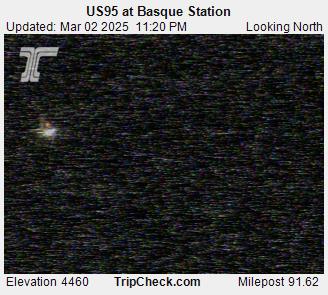 US95 at Basque Station
Updated: Mar 02 2025 11:20 PM Looking North
Elevation 4460 TripCheck.com Milepost 91.62